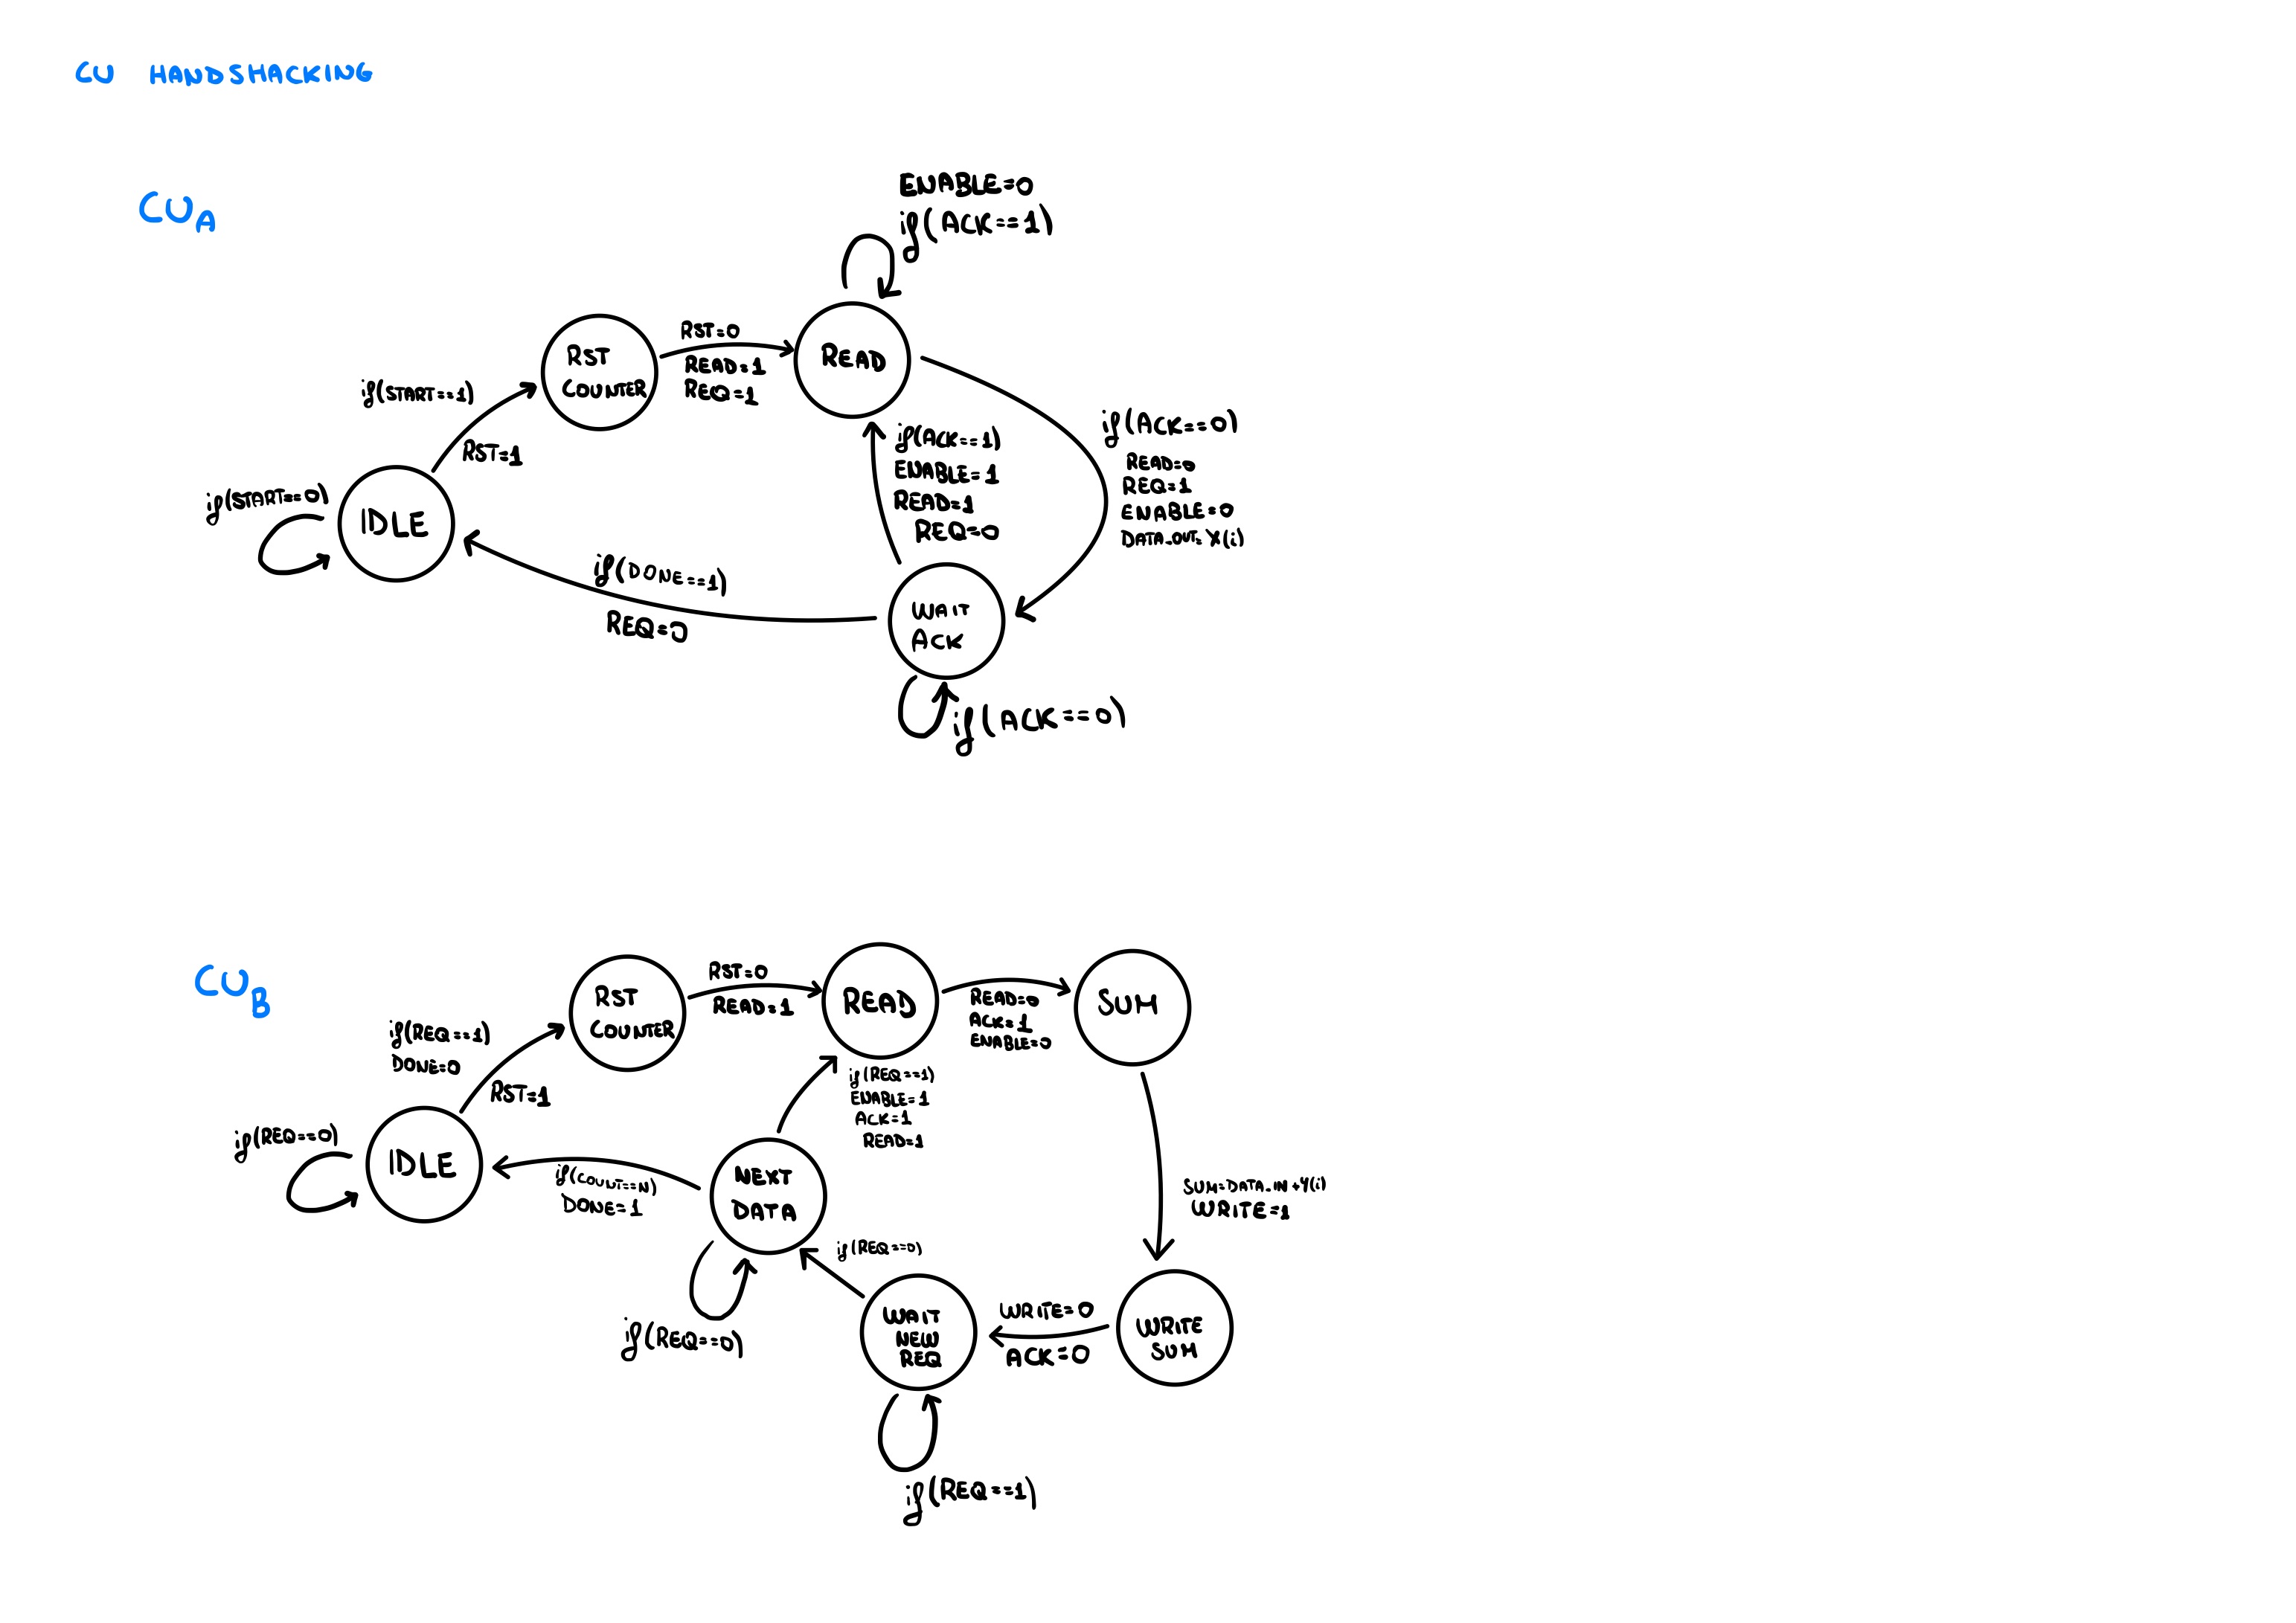 CU HANDSHACKING
CU A
ENABLE=0
if(ACK==1)
RST
COUNTER
RST=0
READ=1
REQ=1
READ
if(START==1)
RST=1
if(ACK==0)
READ=0
REQ=1
ENABLE=0
DATA_OUT=X(i)
if(ACK==1)
ENABLE=1
READ=1
REQ=0
if(START==0)
IDLE
if(DONE==1)
REQ=0
WAIT
ACK
if(ACK==0)
CU B
RST
COUNTER
RST=0
READ=1
READ
READ=0
ACK=1
ENABLE=0
SUM
if(REQ==1)
DONE=0
RST=1
if(REQ==1)
ENABLE=1
ACK=1
READ=1
if(REQ==0)
IDLE
if(COUNT==N)
DONE=1
NEXT
DATA
SUM=DATA_IN+Y(i)
WRITE=1
if(REQ==0)
if(REQ==0)
WAIT
NEW
REQ
WRITE=0
ACK=0
WRITE
SUM
if(REQ==1)